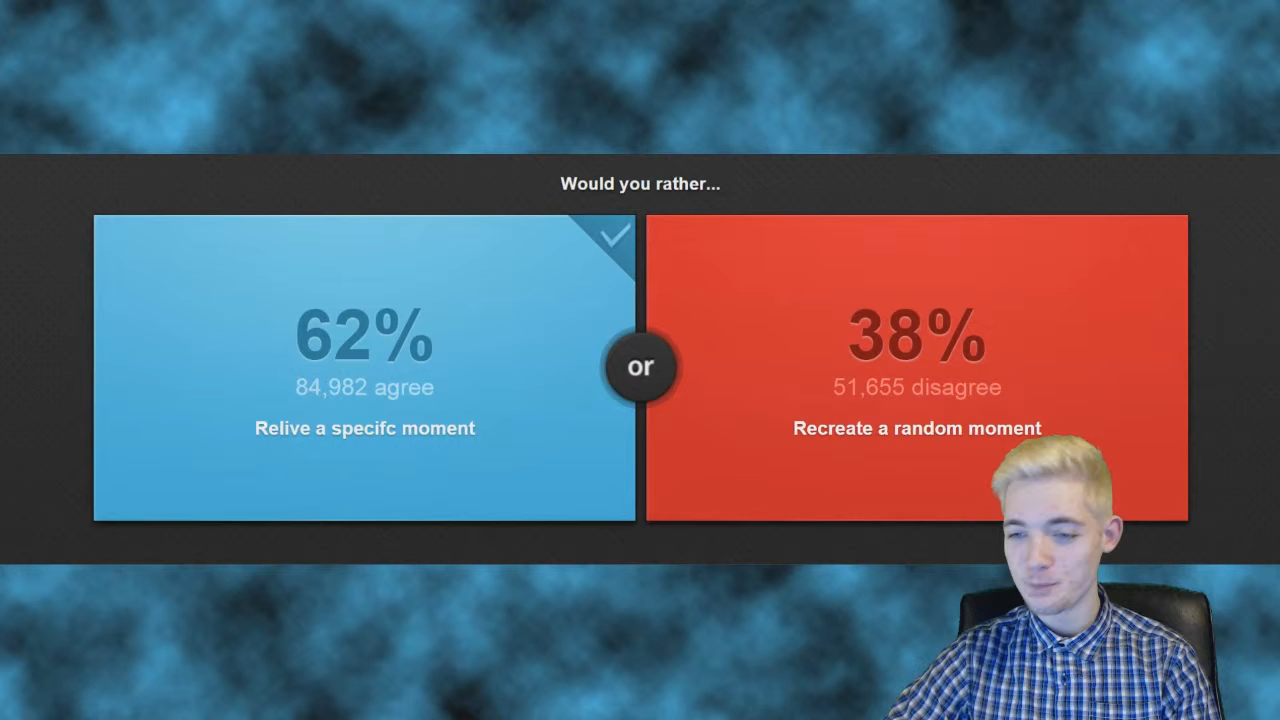 Would you rather...
62%
84,982 agree
Relive a specifc moment
or
38%
51,655 disagree
Recreate a random moment